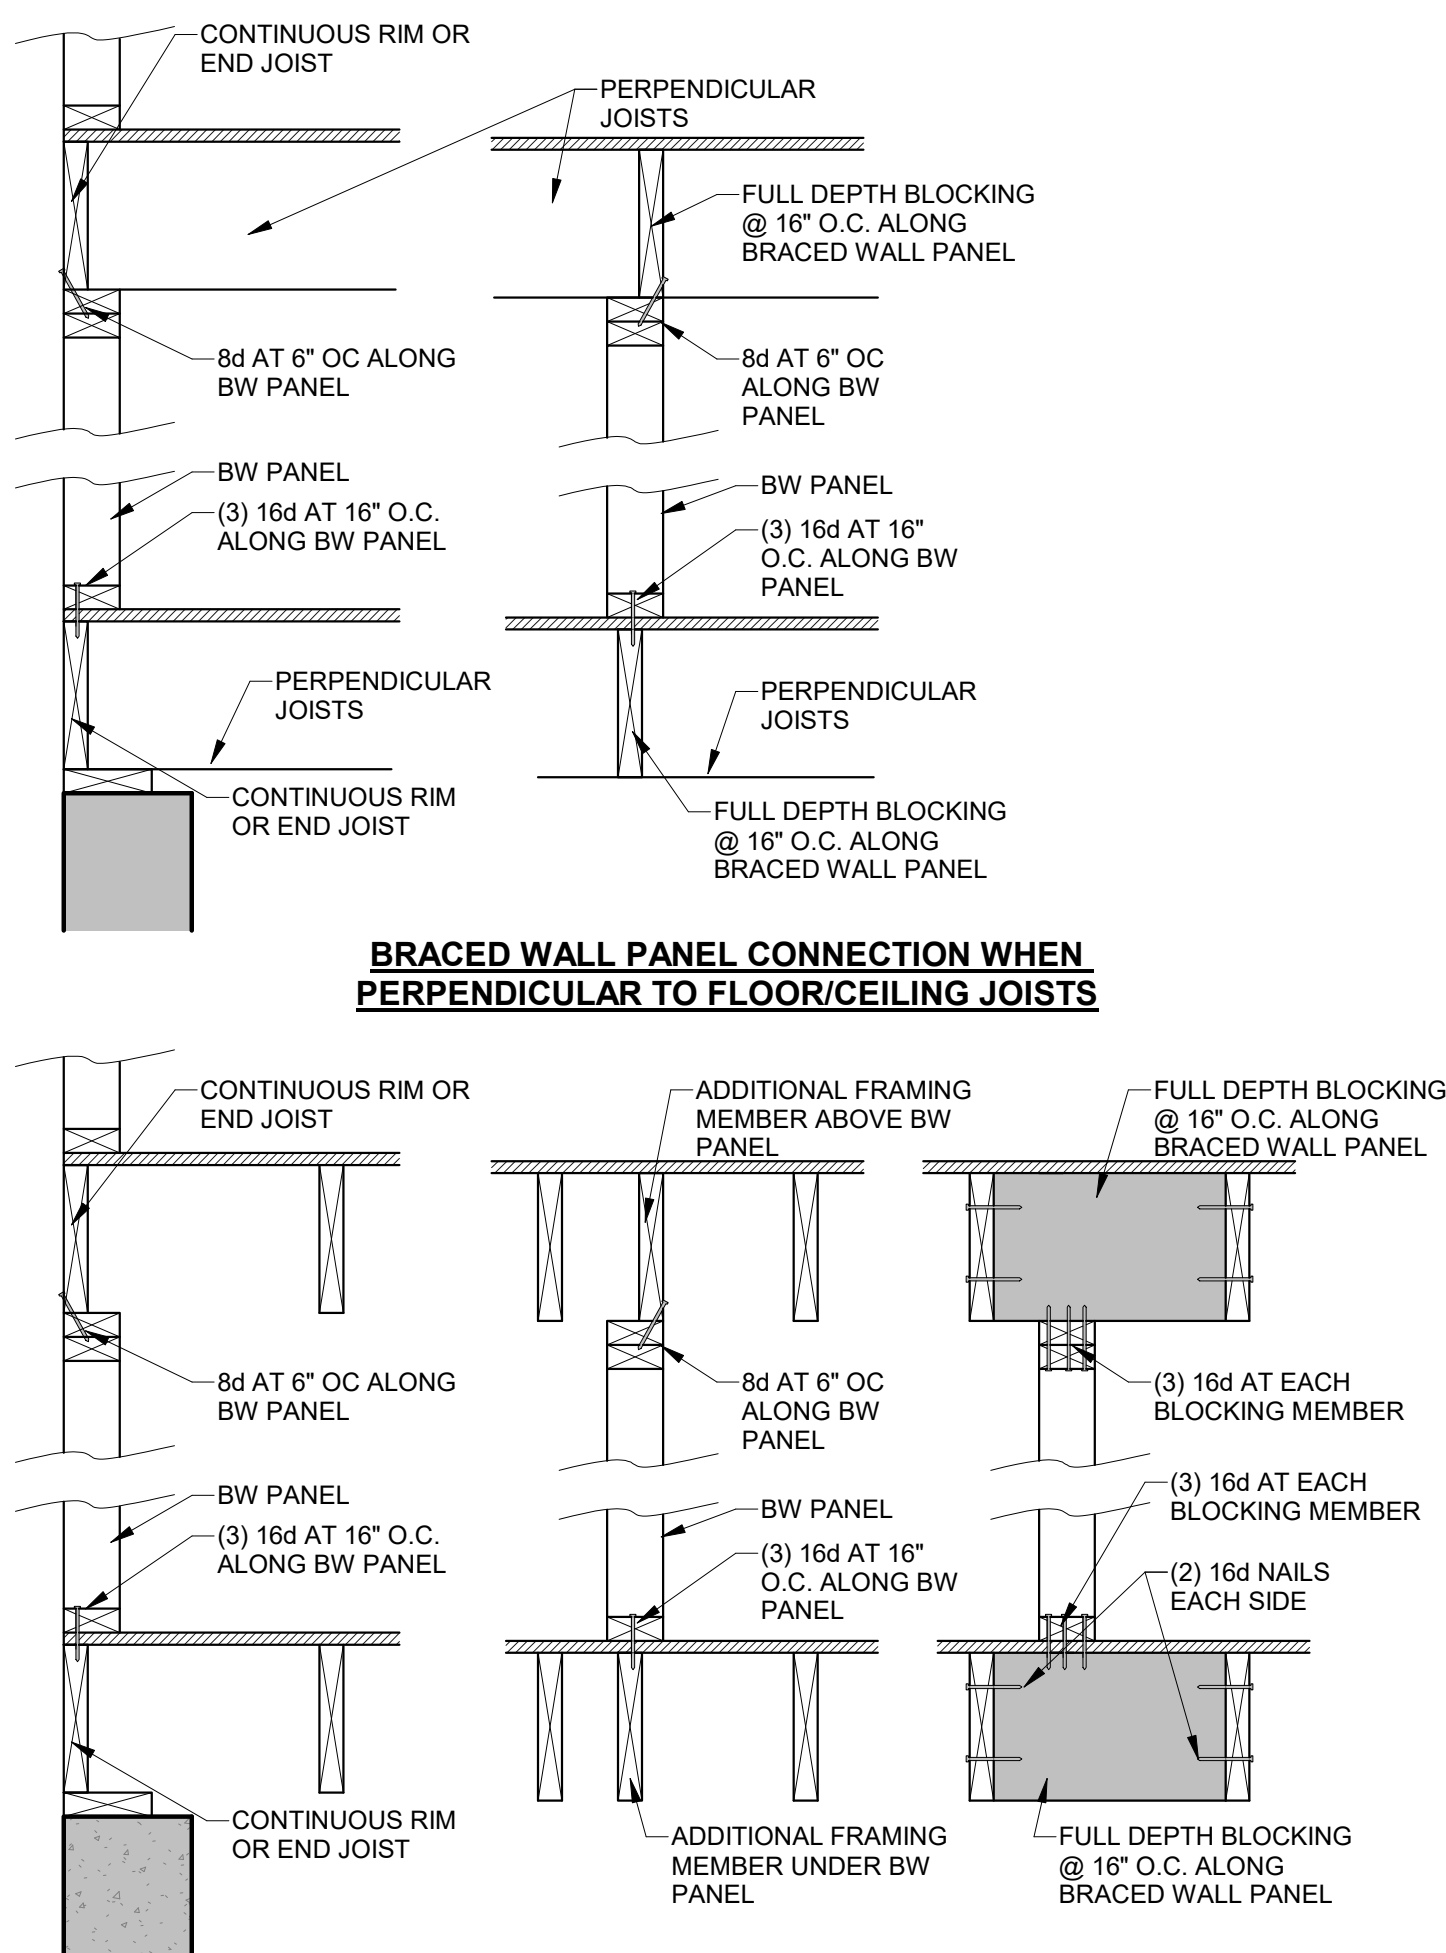 CONTINUOUS RIM OR
END JOIST
PERPENDICULAR
JOISTS
FULL DEPTH BLOCKING
@ 16" O.C. ALONG
BRACED WALL PANEL
8d AT 6" OC ALONG
BW PANEL
8d AT 6" OC
ALONG BW
PANEL
BW PANEL
(3) 16d AT 16" O.C.
ALONG BW PANEL
BW PANEL
(3) 16d AT 16"
O.C. ALONG BW
PANEL
PERPENDICULAR
JOISTS
PERPENDICULAR
JOISTS
CONTINUOUS RIM
OR END JOIST
FULL DEPTH BLOCKING
@ 16" O.C. ALONG
BRACED WALL PANEL
BRACED WALL PANEL CONNECTION WHEN
PERPENDICULAR TO FLOOR/CEILING JOISTS
CONTINUOUS RIM OR
END JOIST
ADDITIONAL FRAMING
MEMBER ABOVE BW
PANEL
FULL DEPTH BLOCKING
@ 16" O.C. ALONG
BRACED WALL PANEL
8d AT 6" OC ALONG
BW PANEL
8d AT 6" OC
ALONG BW
PANEL
(3) 16d AT EACH
BLOCKING MEMBER
BW PANEL
(3) 16d AT 16" O.C.
ALONG BW PANEL
BW PANEL
(3) 16d AT 16"
O.C. ALONG BW
PANEL
(3) 16d AT EACH
BLOCKING MEMBER
(2) 16d NAILS
EACH SIDE
CONTINUOUS RIM
OR END JOIST
ADDITIONAL FRAMING
MEMBER UNDER BW
PANEL
FULL DEPTH BLOCKING
@ 16" O.C. ALONG
BRACED WALL PANEL